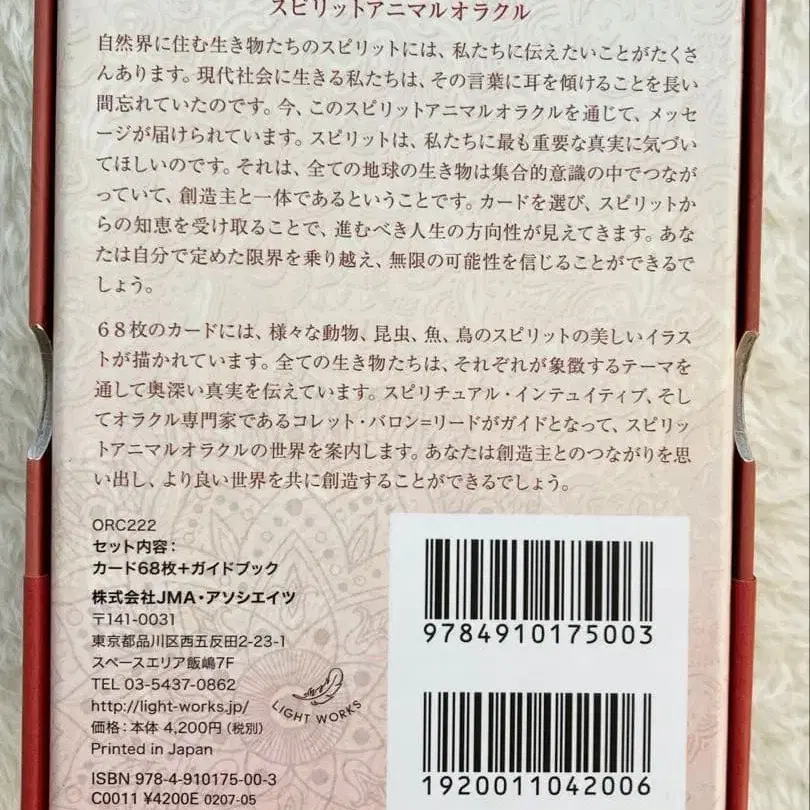 スピリットアニマルオラクル
自然界に住む生き物たちのスピリットには、私たちに伝えたいことがたくさ
んあります。現代社会に生きる私たちは、その言葉に耳を傾けることを長い
間忘れていたのです。今、このスピリットアニマルオラクルを通じて、メッセ
ージが届けられています。スピリットは、私たちに最も重要な真実に気づい
てほしいのです。それは、全ての地球の生き物は集合的意識の中でつなが
っていて、創造主と一体であるということです。カードを選び、スピリットか
らの知恵を受け取ることで、進むべき人生の方向性が見えてきます。あな
たは自分で定めた限界を乗り越え、無限の可能性を信じることができるで
しょう。
68枚のカードには、様々な動物、昆虫、魚、鳥のスピリットの美しいイラス
トが描かれています。全ての生き物たちは、それぞれが象徴するテーマを
通して奥深い真実を伝えています。スピリチュアル・インテュイティブ、そし
てオラクル専門家であるコレット・バロン=リードがガイドとなって、スピリッ
トアニマルオラクルの世界を案内します。あなたは創造主とのつながりを思
い出し、より良い世界を共に創造することができるでしょう。
ORC222
セット内容:
カード68枚+ガイドブック
株式会社JMA・アソシエイツ
〒141-0031
東京都品川区西五反田2-23-1
スペースエリア飯嶋7F
TEL 03-5437-0862
http://light-works.jp/
価格:本体 4,200円(税別)
Printed in Japan
ISBN 978-4-910175-00-3
C0011 ¥4200E 0207-05
LIGHT WORKS
9784910175003
1920011042006